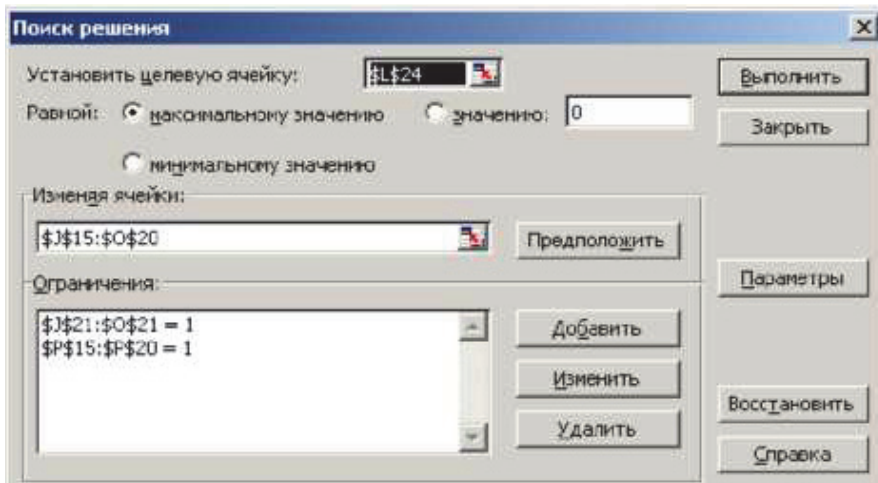 Поиск решения
Установить целевую ячейку: $L$24 Выполнить
Равной: максимальному значению значению: 0 Закрыть
минимальному значению
Изменяя ячейки:
$J$15:$O$20 Предположить
Параметры
Ограничения:
$J$21:$O$21 = 1 Добавить
$P$15:$P$20 = 1
Изменить
Восстановить
Удалить
Справка